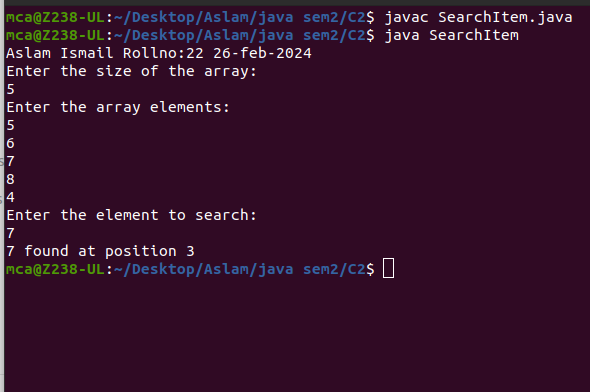 mca@Z238-UL:~/Desktop/Aslam/java sem2/C2$ javac SearchItem.java
mca@Z238-UL:~/Desktop/Aslam/java sem2/C2$ java SearchItem
Aslam Ismail Rollno:22 26-feb-2024
Enter the size of the array:
5
Enter the array elements:
5
6
7
8
4
Enter the element to search:
7
7 found at position 3
mca@Z238-UL:~/Desktop/Aslam/java sem2/C2$